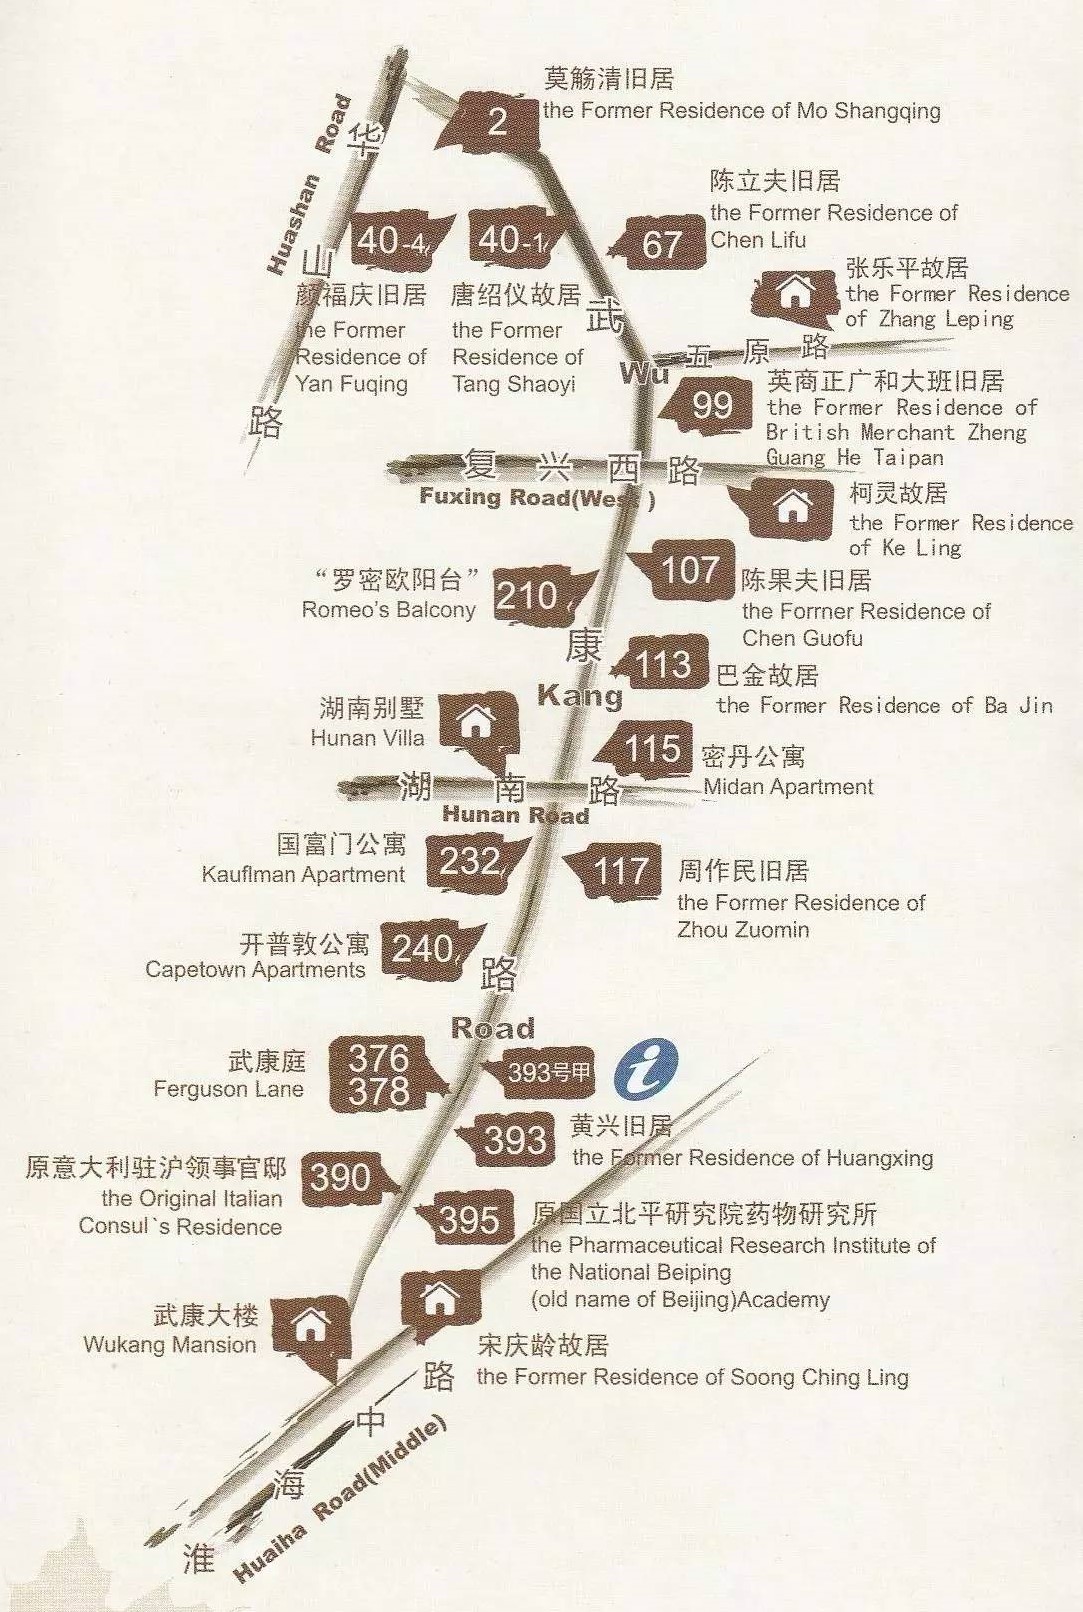 莫觞清旧居
the Former Residence of Mo Shangqing
2
华山路
Huashan Road
陈立夫旧居
the Former Residence of
Chen Lifu
67
40-4
颜福庆旧居
the Former
Residence of
Yan Fuqing
40-1
唐绍仪故居
the Former
Residence of
Tang Shaoyi
张乐平故居
the Former Residence
of Zhang Leping
武康路
Wu Kang Road
五原路
99
英商正广和大班旧居
the Former Residence of
British Merchant Zheng
Guang He Taipan
复兴西路
Fuxing Road(West)
柯灵故居
the Former Residence
of Ke Ling
107
陈果夫旧居
the Forrner Residence of
Chen Guofu
“罗密欧阳台”
Romeo's Balcony
210
113
巴金故居
the Former Residence of Ba Jin
湖南别墅
Hunan Villa
115
密丹公寓
Midan Apartment
湖南路
Hunan Road
国富门公寓
Kauflman Apartment
232
117
周作民旧居
the Former Residence of
Zhou Zuomin
开普敦公寓
Capetown Apartments
240
武康庭
Ferguson Lane
376
378
393号甲
i
393
黄兴旧居
the Former Residence of Huangxing
原意大利驻沪领事官邸
the Original Italian
Consul`s Residence
390
395
原国立北平研究院药物研究所
the Pharmaceutical Research Institute of
the National Beiping
(old name of Beijing)Academy
武康大楼
Wukang Mansion
宋庆龄故居
the Former Residence of Soong Ching Ling
淮海中路
Huaiha Road(Middle)